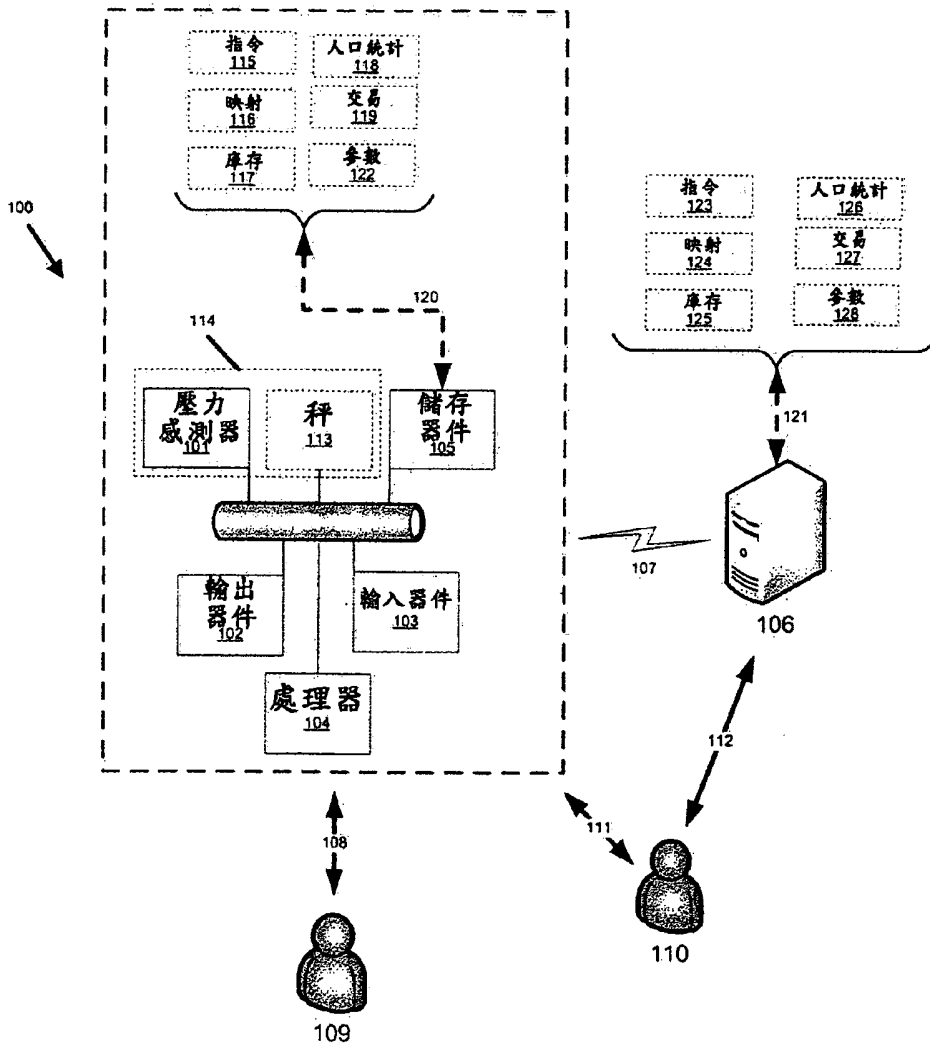 指令
115
人口統計
118
映射
116
交易
119
庫存
117
參數
122
100
120
114
壓力
感測器
101
秤
113
儲存
器件
105
輸出
器件
102
輸入器件
103
處理器
104
指令
123
人口統計
126
映射
124
交易
127
庫存
125
參數
128
121
107
106
112
108
111
110
109